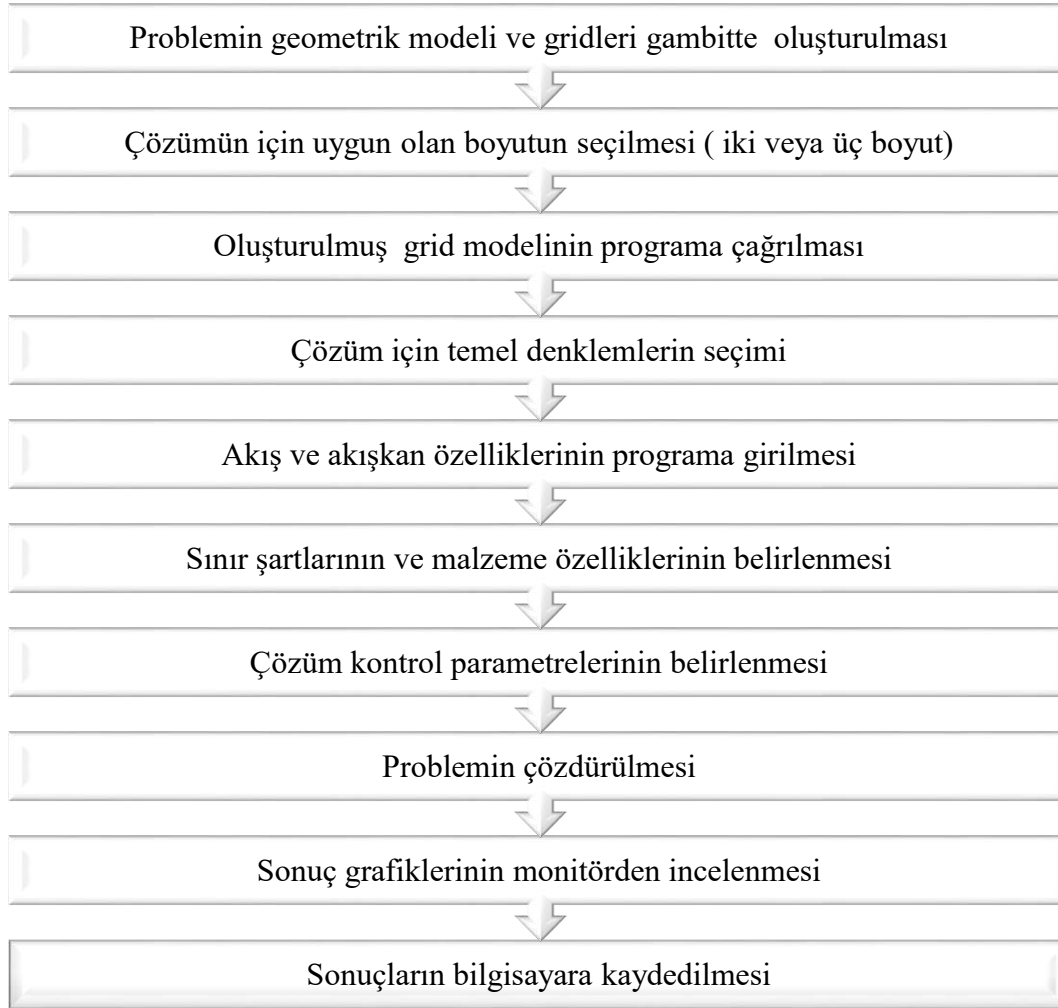 Problemin geometrik modeli ve gridleri gambitte oluşturulması
Çözümün için uygun olan boyutun seçilmesi ( iki veya üç boyut)
Oluşturulmuş grid modelinin programa çağrılması
Çözüm için temel denklemlerin seçimi
Akış ve akışkan özelliklerinin programa girilmesi
Sınır şartlarının ve malzeme özelliklerinin belirlenmesi
Çözüm kontrol parametrelerinin belirlenmesi
Problemin çözdürülmesi
Sonuç grafiklerinin monitörden incelenmesi
Sonuçların bilgisayara kaydedilmesi